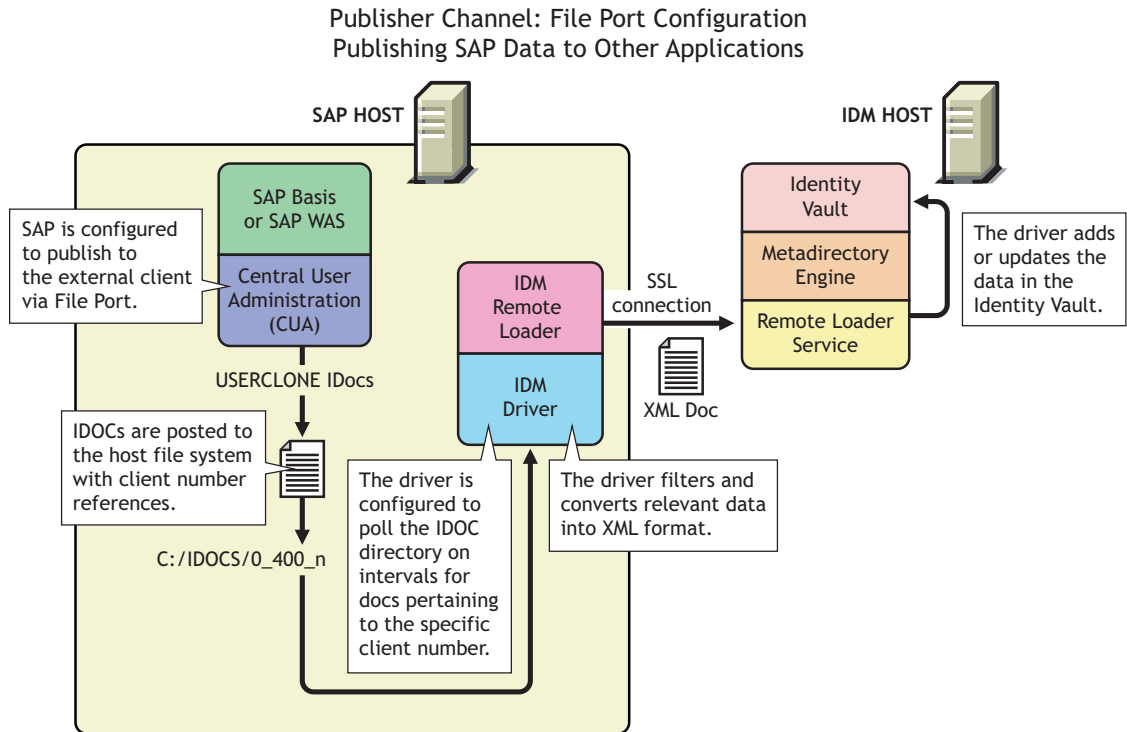 Publisher Channel: File Port Configuration
Publishing SAP Data to Other Applications
SAP HOST
IDM HOST
SAP Basis
or SAP WAS
SAP is configured
to publish to
the external client
via File Port.
Central User
Administration
(CUA)
USERCLONE IDocs
IDOCs are posted to
the host file system
with client number
references.
C:/IDOCS/0_400_n
IDM
Remote
Loader
IDM
Driver
The driver is
configured to
poll the IDOC
directory on
intervals for
docs pertaining
to the specific
client number.
The driver filters and
converts relevant data
into XML format.
SSL
connection
XML Doc
Identity
Vault
Metadirectory
Engine
Remote Loader
Service
The driver adds
or updates the
data in the
Identity Vault.